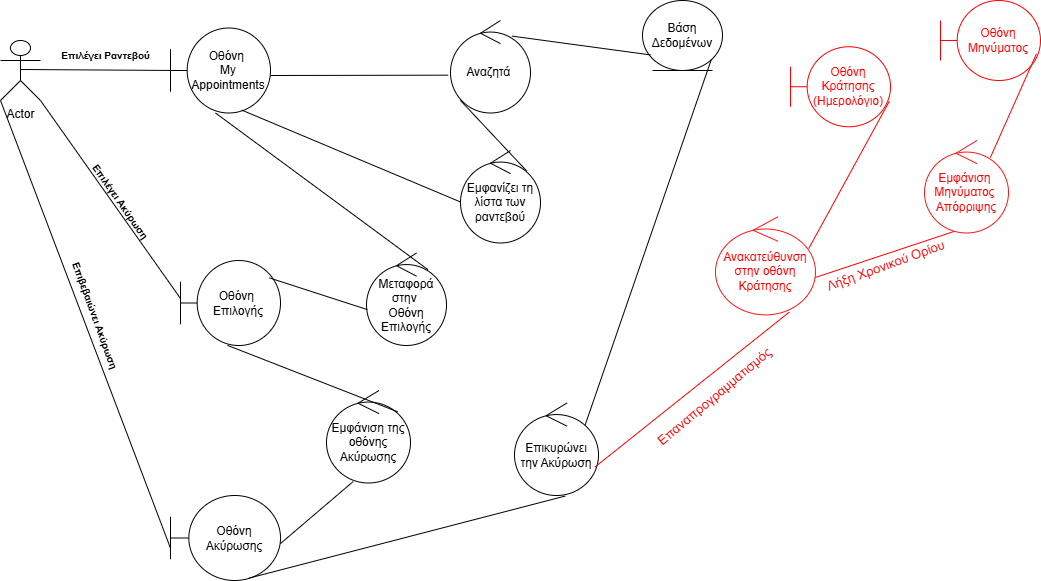 Επιλέγει Ραντεβού
Οθόνη
My
Appointments
Αναζητά
Βάση
Δεδομένων
Οθόνη
Μηνύματος
Οθόνη
Κράτησης
(Ημερολόγιο)
Actor
Επιλέγει Ακύρωση
Εμφανίζει τη
λίστα των
ραντεβού
Εμφάνιση
Μηνύματος
Απόρριψης
Ανακατεύθυνση
στην οθόνη
Κράτησης
Λήξη Χρονικού Ορίου
Επιβεβαιώνει Ακύρωση
Οθόνη
Επιλογής
Μεταφορά
στην
Οθόνη
Επιλογής
Επαναπρογραμματισμός
Εμφάνιση της
οθόνης
Ακύρωσης
Επικυρώνει
την Ακύρωση
Οθόνη
Ακύρωσης